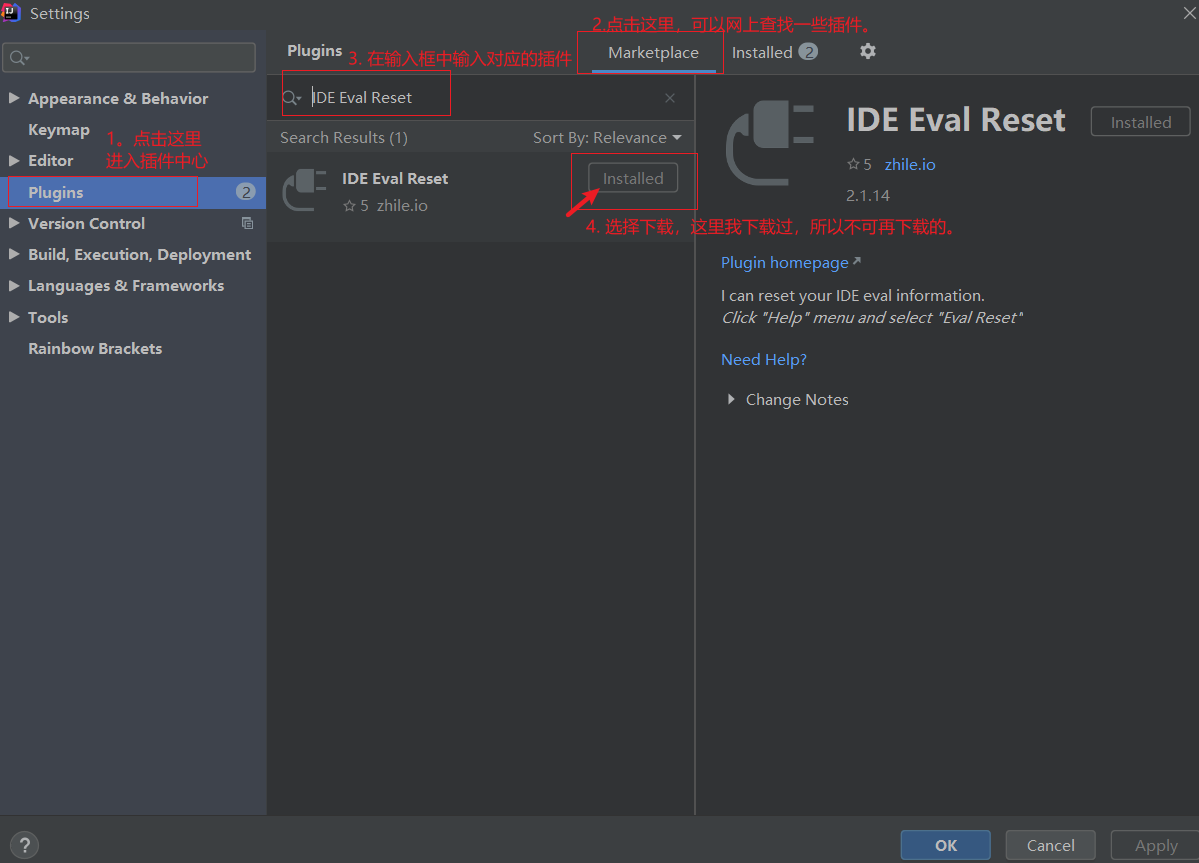 Settings
2.点击这里，可以网上查找一些插件。
Plugins
3. 在输入框中输入对应的插件
Marketplace
Installed 2
IDE Eval Reset
Search Results (1)
Sort By: Relevance
IDE Eval Reset
5 zhile.io
Installed
4. 选择下载，这里我下载过，所以不可再下载的。
Appearance & Behavior
Keymap
1。点击这里
进入插件中心
Editor
Plugins
2
Version Control
Build, Execution, Deployment
Languages & Frameworks
Tools
Rainbow Brackets
IDE Eval Reset
Installed
5 zhile.io
2.1.14
Plugin homepage
I can reset your IDE eval information.
Click "Help" menu and select "Eval Reset"
Need Help?
Change Notes
?
OK
Cancel
Apply